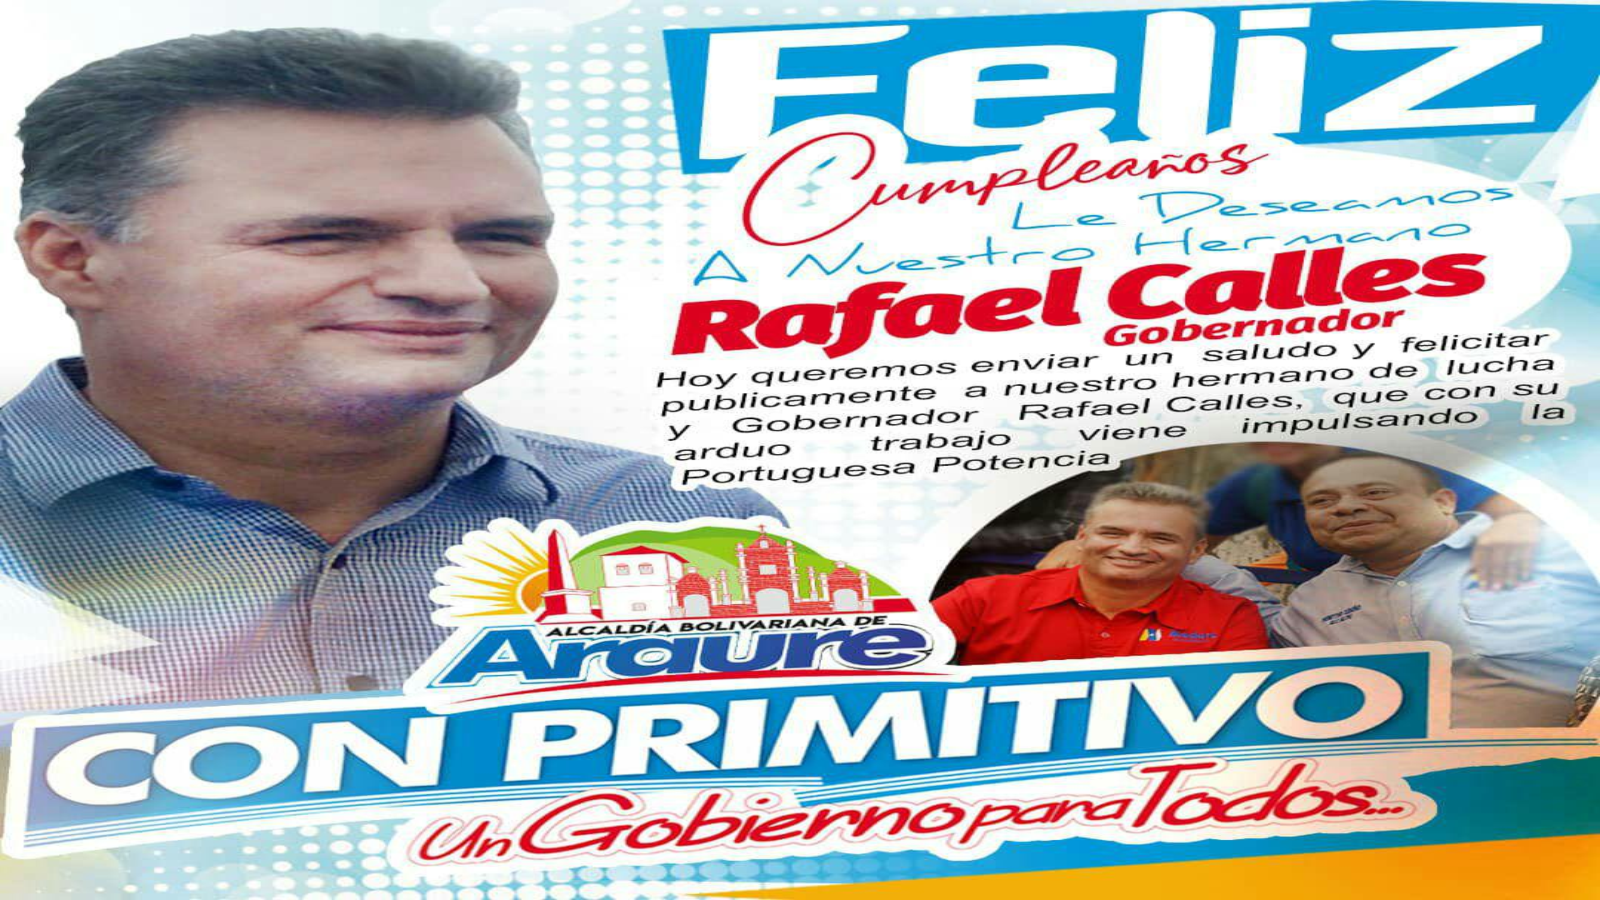 Feliz
Cumpleaños
Le Deseamos
A Nuestro Hermano
Rafael Calles
Gobernador
Hoy queremos enviar un saludo y felicitar
publicamente a nuestro hermano de lucha
y Gobernador Rafael Calles, que con su
arduo trabajo viene impulsando la
Portuguesa Potencia
ALCALDÍA BOLIVARIANA DE
Araure
CON PRIMITIVO
Un Gobierno para Todos...